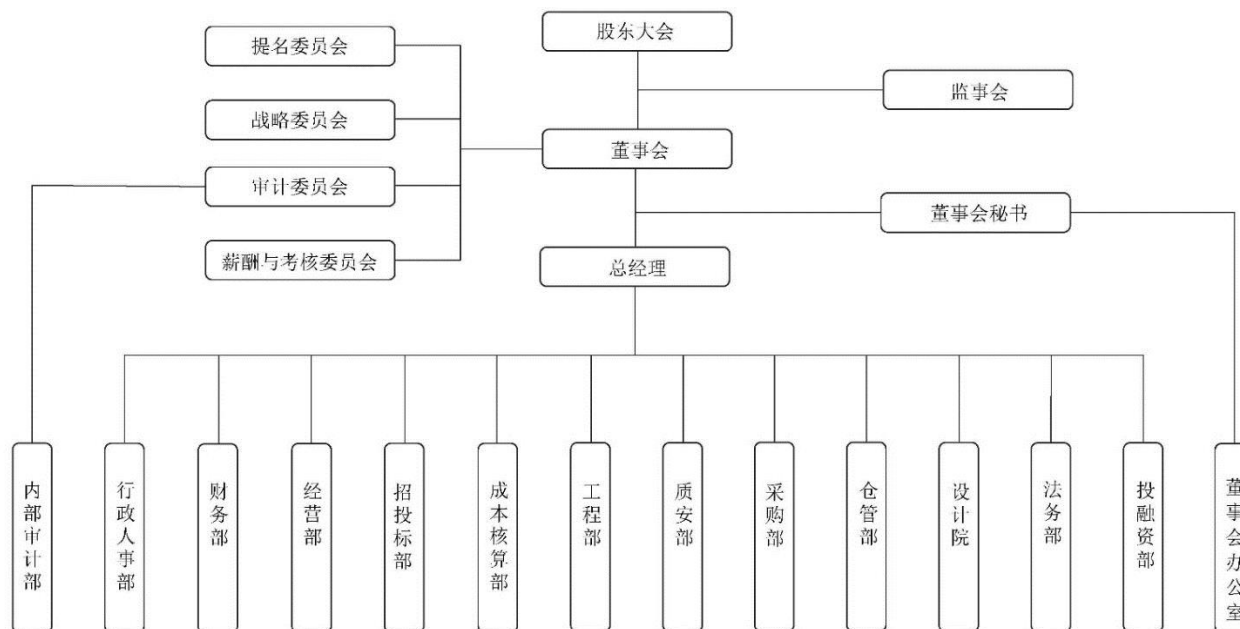 股东大会
提名委员会
监事会
战略委员会
董事会
审计委员会
董事会秘书
薪酬与考核委员会
总经理
内部审计部
行政人事部
财务部
经营部
招投标部
成本核算部
工程部
质安部
采购部
仓管部
设计院
法务部
投融资部
董事会办公室